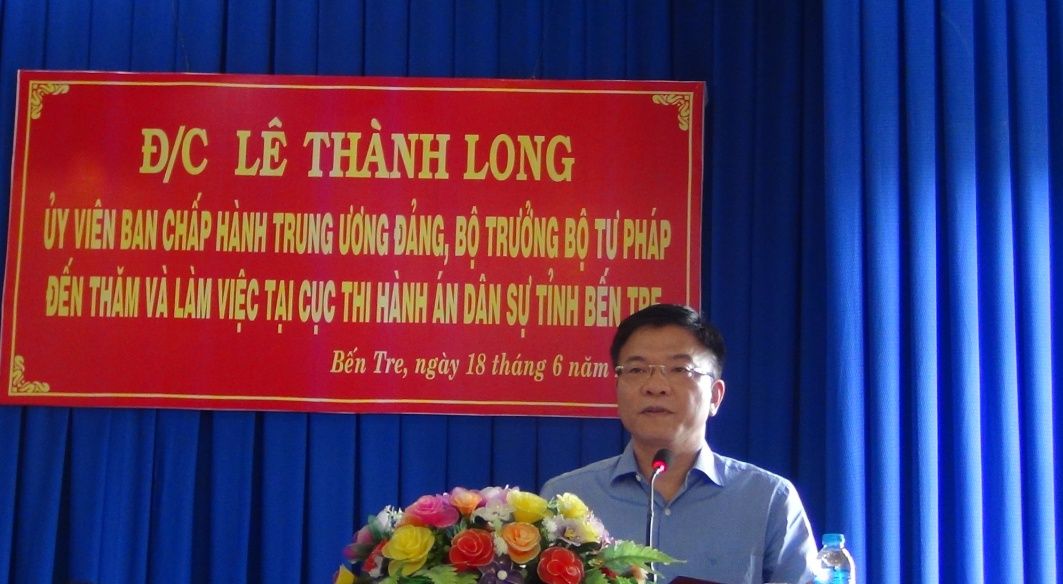 Đ/C LÊ THÀNH LONG
ỦY VIÊN BAN CHẤP HÀNH TRUNG ƯƠNG ĐẢNG, BỘ TRƯỞNG BỘ TƯ PHÁP
ĐẾN THĂM VÀ LÀM VIỆC TẠI CỤC THI HÀNH ÁN DÂN SỰ TỈNH BẾN TRE
Bến Tre, ngày 18 tháng 6 năm